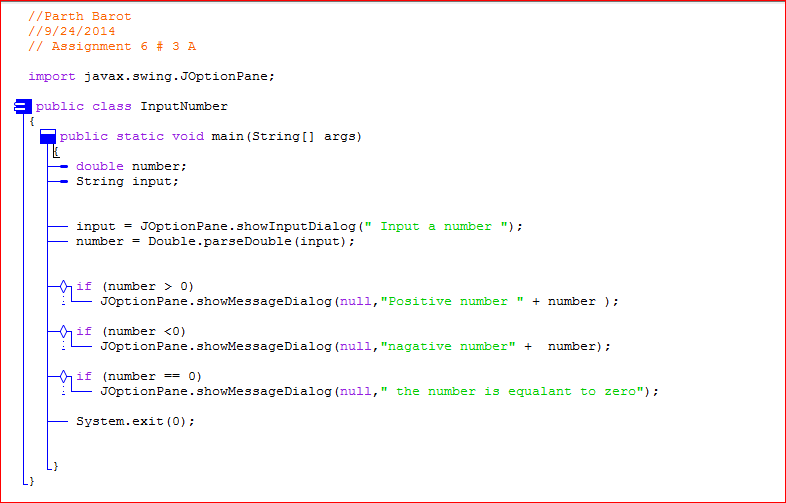 //Parth Barot
//9/24/2014
// Assignment 6 # 3 A
import javax.swing.JOptionPane;
public class InputNumber
{
public static void main(String[] args)
{
double number;
String input;
input = JOptionPane.showInputDialog(" Input a number ");
number = Double.parseDouble(input);
if (number > 0)
JOptionPane.showMessageDialog(null,"Positive number " + number );
if (number <0)
JOptionPane.showMessageDialog(null,"nagative number" +  number);
if (number == 0)
JOptionPane.showMessageDialog(null," the number is equalant to zero");
System.exit(0);
}
}